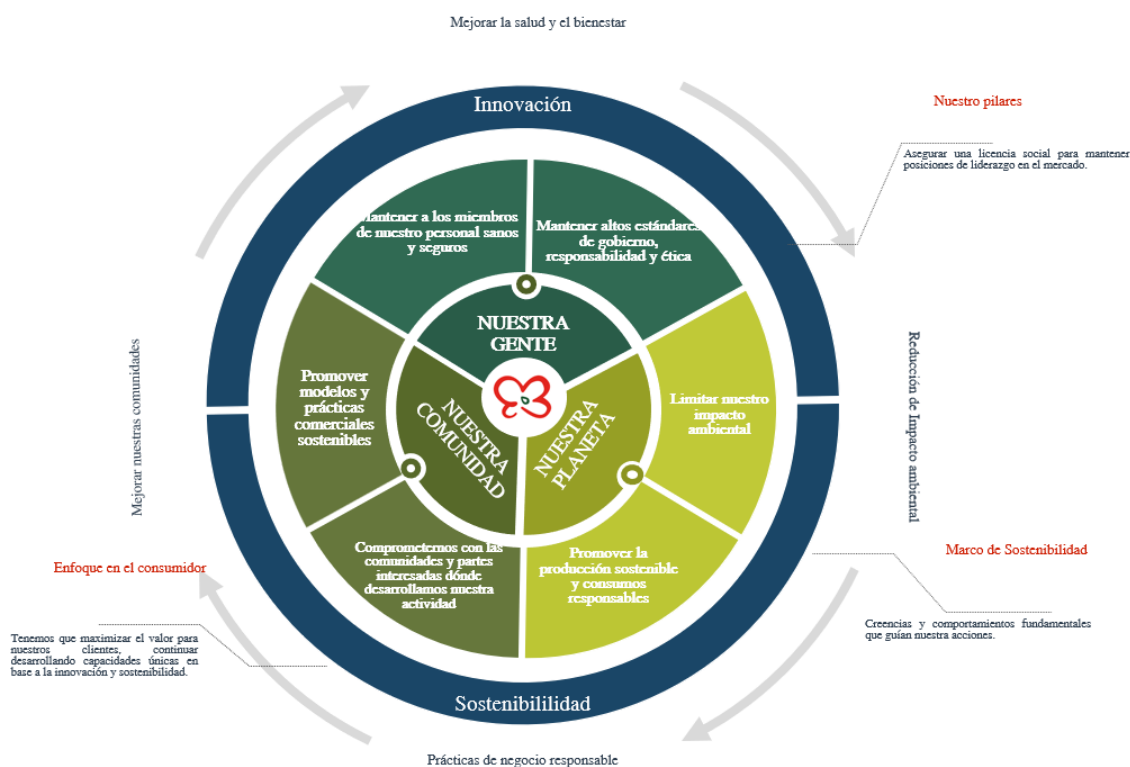 Mejorar la salud y el bienestar
Innovación
Nuestro pilares
Asegurar una licencia social para mantener
posiciones de liderazgo en el mercado.
Mantener a los miembros
de nuestro personal sanos
y seguros
Mantener altos estándares
de gobierno,
responsabilidad y ética
NUESTRA
GENTE
Mejorar nuestras comunidades
Promover
modelos y
prácticas
comerciales
sostenibles
NUESTRA
COMUNIDAD
NUESTRA
PLANETA
Limitar nuestro
impacto
ambiental
Reducción de Impacto ambiental
Comprometernos con las
comunidades y partes
interesadas dónde
desarrollamos nuestra
actividad
Promover la
producción sostenible
y consumos
responsables
Marco de Sostenibilidad
Creencias y comportamientos fundamentales
que guían nuestra acciones.
Enfoque en el consumidor
Tenemos que maximizar el valor para
nuestros clientes, continuar
desarrollando capacidades únicas en
base a la innovación y sostenibilidad.
Sostenibililidad
Prácticas de negocio responsable